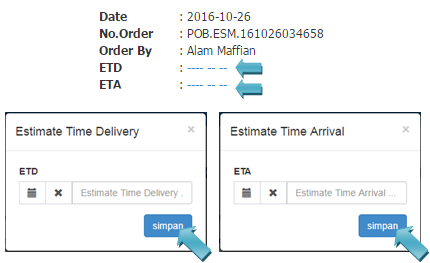 Date : 2016-10-26
No.Order : POB.ESM.161026034658
Order By : Alam Maffian
ETD : ---- -- --
ETA : ---- -- --
Estimate Time Delivery ×
ETD
Estimate Time Delivery .
simpan
Estimate Time Arrival ×
ETA
Estimate Time Arrival ...
simpan